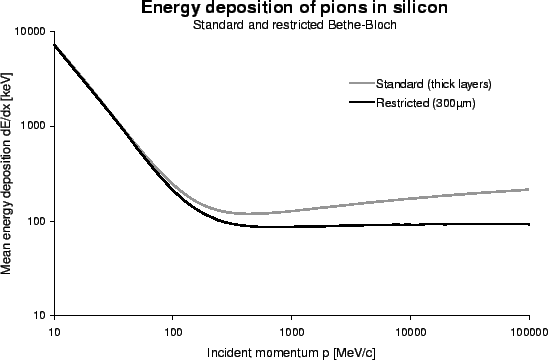 Energy deposition of pions in silicon
Standard and restricted Bethe-Bloch
Mean energy deposition dE/dx [keV]
10000
1000
100
10
Standard (thick layers)
Restricted (300µm)
10
100
1000
10000
100000
Incident momentum p [MeV/c]